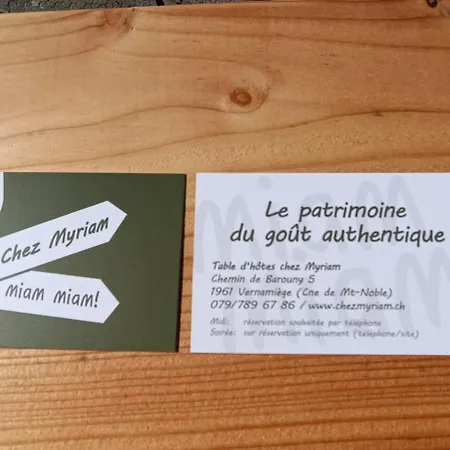 Chez Myriam
miam miam!
Le patrimoine
du goût authentique
Table d'hôtes chez Myriam
Chemin de Barouny 5
1961 Vernamiège (Cne de Mt-Noble)
079/789 67 86 / www.chezmyriam.ch
Midi: réservation souhaitée par téléphone
Soirée: sur réservation uniquement (téléphone/site)
miam
miam